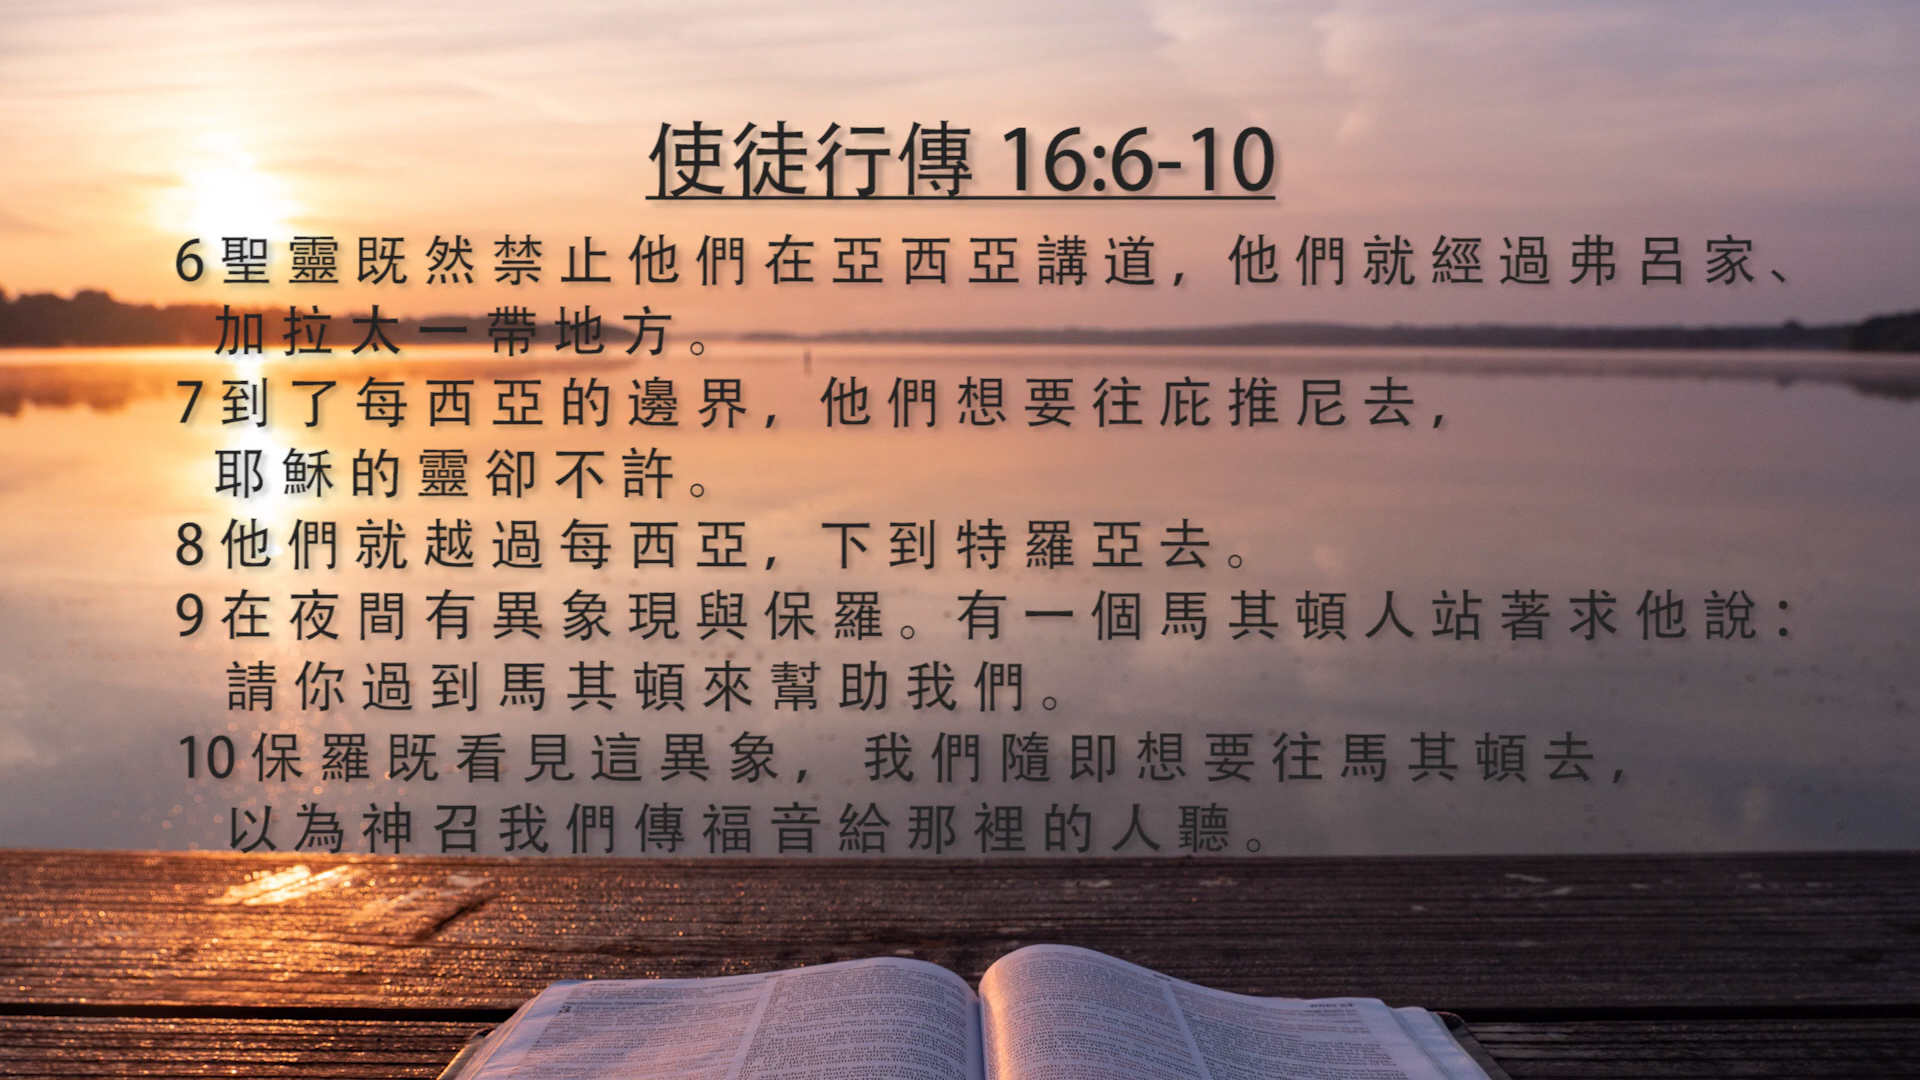 使徒行傳 16:6-10
6 聖靈既然禁止他們在亞西亞講道，他們就經過弗呂家、
加拉太一帶地方。
7 到了每西亞的邊界，他們想要往庇推尼去，
耶穌的靈卻不許。
8 他們就越過每西亞，下到特羅亞去。
9 在夜間有異象現與保羅。有一個馬其頓人站著求他說：
請你過到馬其頓來幫助我們。
10 保羅既看見這異象，我們隨即想要往馬其頓去，
以為神召我們傳福音給那裡的人聽。